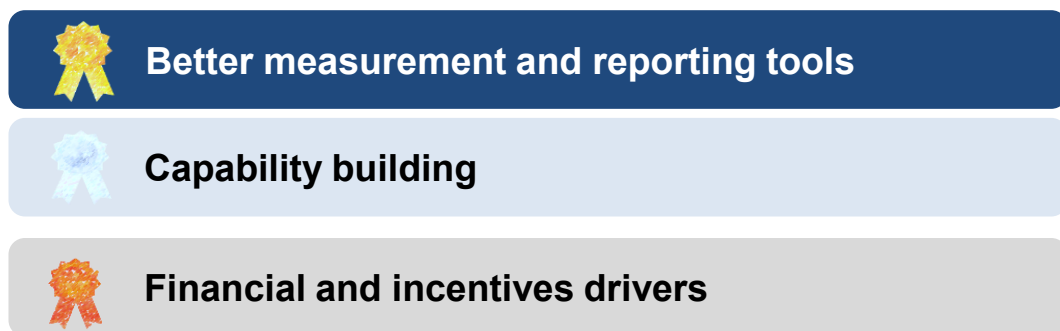 Better measurement and reporting tools
Capability building
Financial and incentives drivers